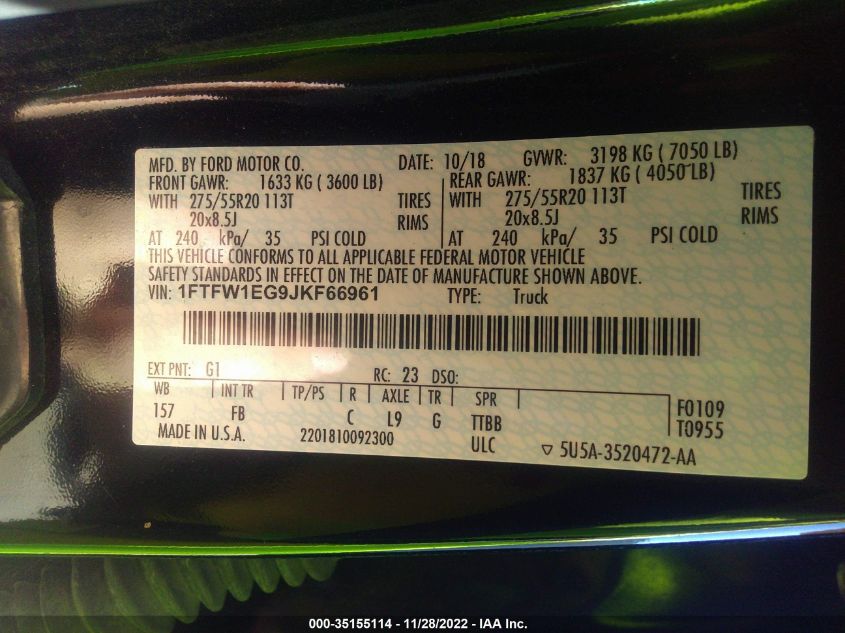 MFD. BY FORD MOTOR CO. DATE: 10/18 GVWR: 3198 KG ( 7050 LB)
FRONT GAWR: 1633 KG ( 3600 LB) REAR GAWR: 1837 KG ( 4050 LB)
WITH 275/55R20 113T TIRES WITH 275/55R20 113T TIRES
20x8.5J RIMS 20x8.5J RIMS
AT 240 kPa/ 35 PSI COLD AT 240 kPa/ 35 PSI COLD
THIS VEHICLE CONFORMS TO ALL APPLICABLE FEDERAL MOTOR VEHICLE
SAFETY STANDARDS IN EFFECT ON THE DATE OF MANUFACTURE SHOWN ABOVE.
VIN: 1FTFW1EG9JKF66961 TYPE: Truck
EXT PNT: G1 RC: 23 DSO:
WB INT TR TP/PS R AXLE TR SPR
157 FB C L9 G TTBB F0109
MADE IN U.S.A. 2201810092300 ULC T0955
▽ 5U5A-3520472-AA
000-35155114 - 11/28/2022 - IAA Inc.